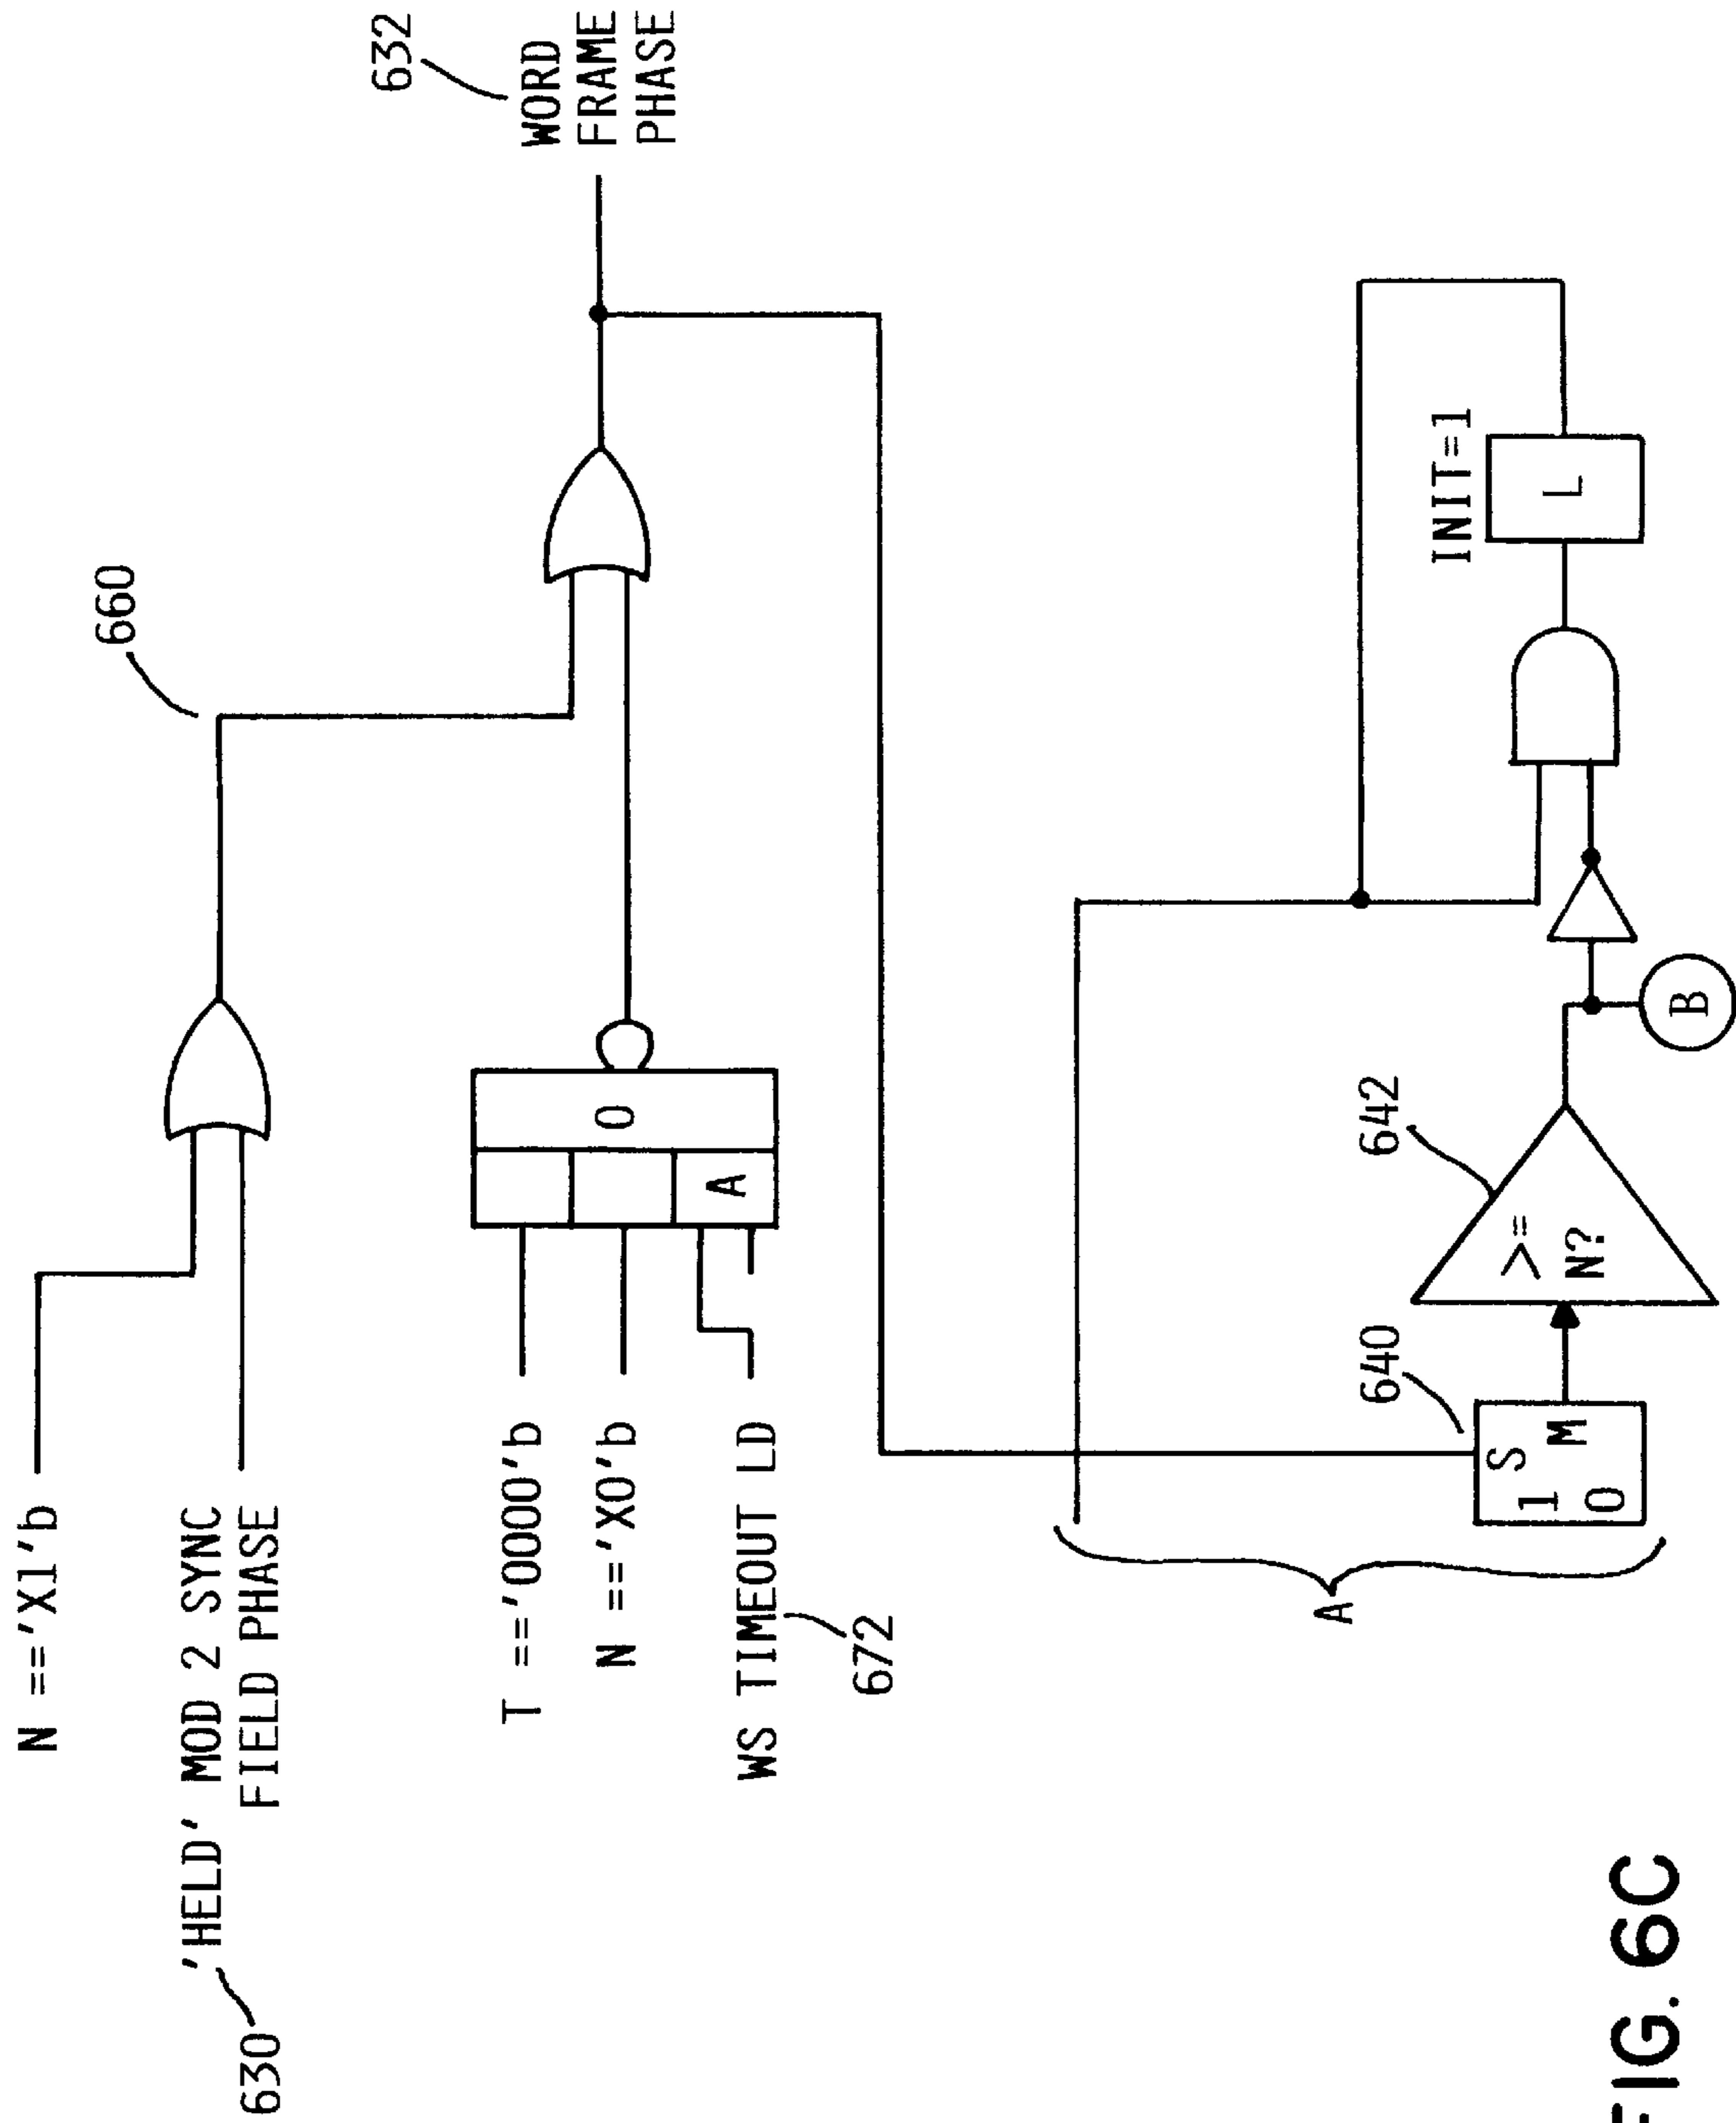 N =='X1'b
'HELD' MOD 2 SYNC
FIELD PHASE
630
660
632
WORD
FRAME
PHASE
T =='0000'b
N =='X0'b
WS TIMEOUT LD
672
O
A
A
640
1 S
0 M
642
>=
N?
B
INIT=1
L
FIG. 6C